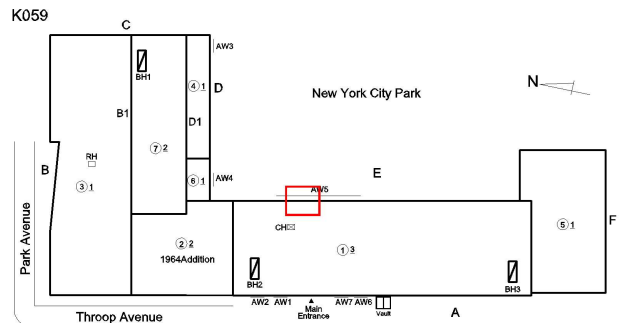 K059
C
AW3
BH1
④ 1
D
New York City Park
N
B1
D1
⑦ 2
RH
B
③ 1
⑥ 1
AW4
E
AW5
⑤ 1
F
Park Avenue
② 2
1964Addition
CH
① 3
BH2
BH3
AW2 AW1
Main
Entrance
AW7 AW6
Vault
A
Throop Avenue